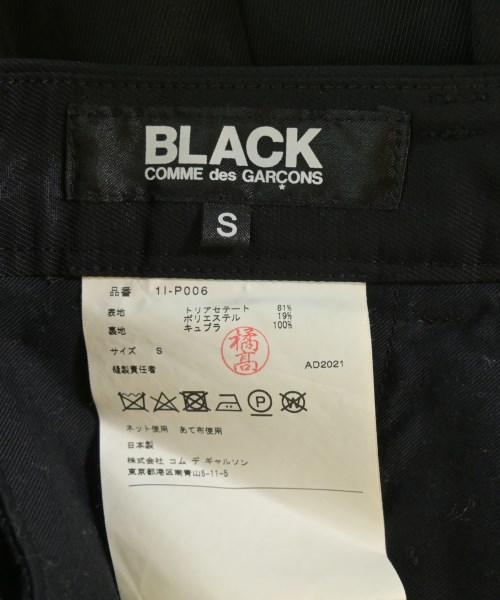 BLACK
COMME des GARÇONS
S
品番 1I-P006
表地 トリアセテート 81%
ポリエステル 19%
裏地 キュプラ 100%
サイズ S
縫製責任者 橘髙 AD2021
ネット使用 あて布使用
日本製
株式会社 コム デ ギャルソン
東京都港区南青山5-11-5